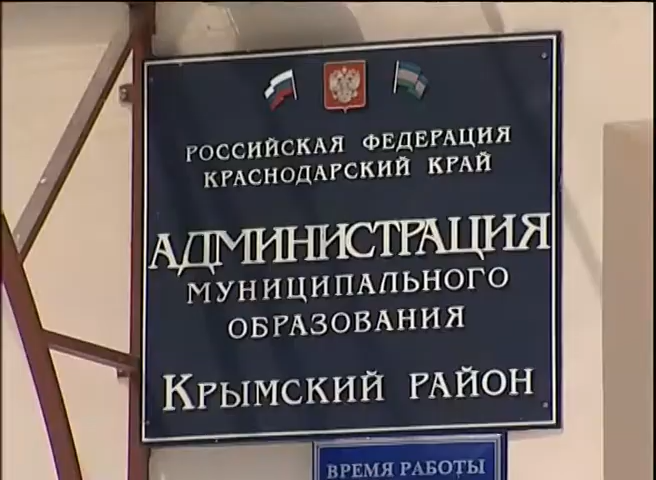 РОССИЙСКАЯ ФЕДЕРАЦИЯ
КРАСНОДАРСКИЙ КРАЙ
АДМИНИСТРАЦИЯ
МУНИЦИПАЛЬНОГО
ОБРАЗОВАНИЯ
КРЫМСКИЙ РАЙОН
ВРЕМЯ РАБОТЫ